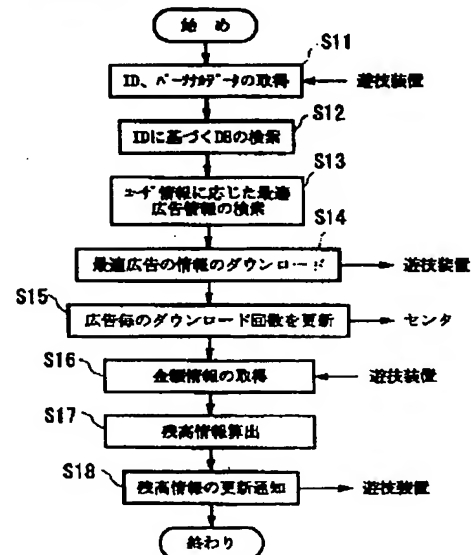 始め
S11
ID、パーソナルデータの取得
遊技装置
S12
IDに基づくDBの検索
S13
ユーザ情報に応じた最適
広告情報の検索
S14
最適広告の情報のダウンロード
遊技装置
S15
広告毎のダウンロード回数を更新
センタ
S16
金額情報の取得
遊技装置
S17
残高情報算出
S18
残高情報の更新通知
遊技装置
終わり